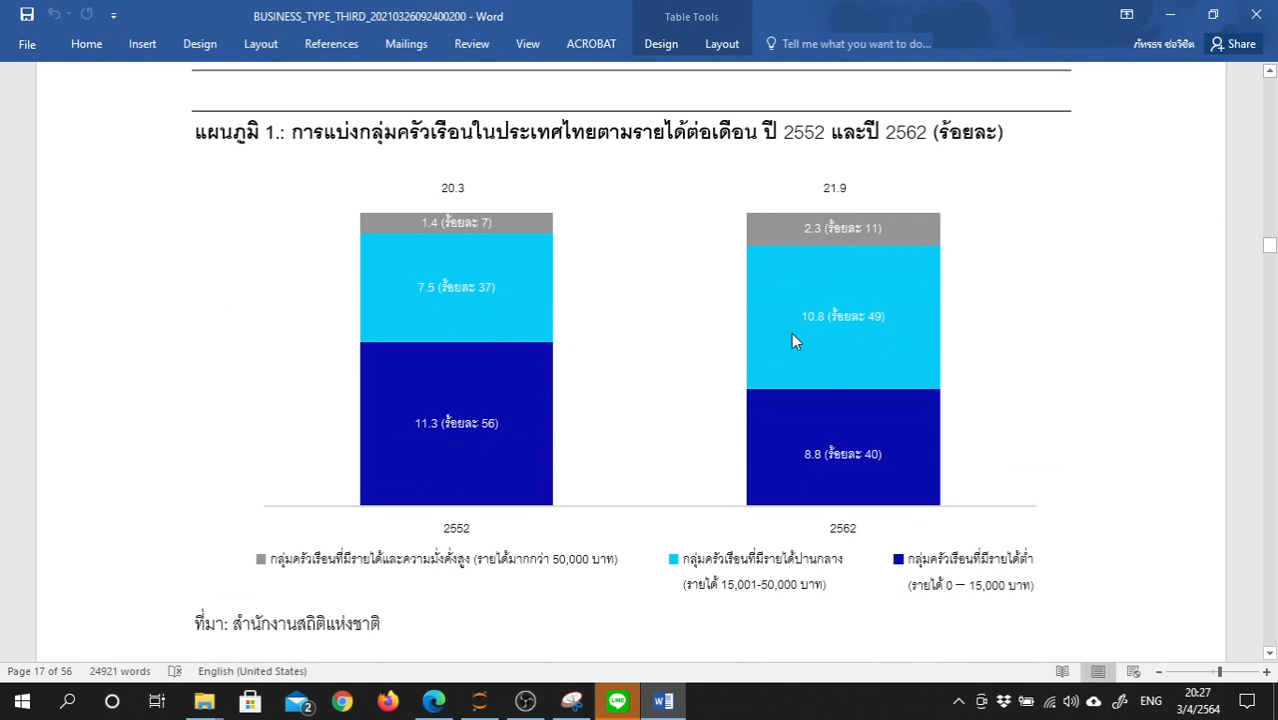 BUSINESS_TYPE_THIRD_20210326092400200 - Word
Table Tools
File Home Insert Design Layout References Mailings Review View ACROBAT Design Layout Tell me what you want to do... ภัทรธร ช่อวิชิต Share
แผนภูมิ 1.: การแบ่งกลุ่มครัวเรือนในประเทศไทยตามรายได้ต่อเดือน ปี 2552 และปี 2562 (ร้อยละ)
20.3 21.9
1.4 (ร้อยละ 7) 2.3 (ร้อยละ 11)
7.5 (ร้อยละ 37) 10.8 (ร้อยละ 49)
11.3 (ร้อยละ 56) 8.8 (ร้อยละ 40)
2552 2562
กลุ่มครัวเรือนที่มีรายได้และความมั่งคั่งสูง (รายได้มากกว่า 50,000 บาท) กลุ่มครัวเรือนที่มีรายได้ปานกลาง กลุ่มครัวเรือนที่มีรายได้ต่ำ
(รายได้ 15,001-50,000 บาท) (รายได้ 0 – 15,000 บาท)
ที่มา: สำนักงานสถิติแห่งชาติ
Page 17 of 56 24921 words English (United States)
2 LINE ENG 20:27
3/4/2564